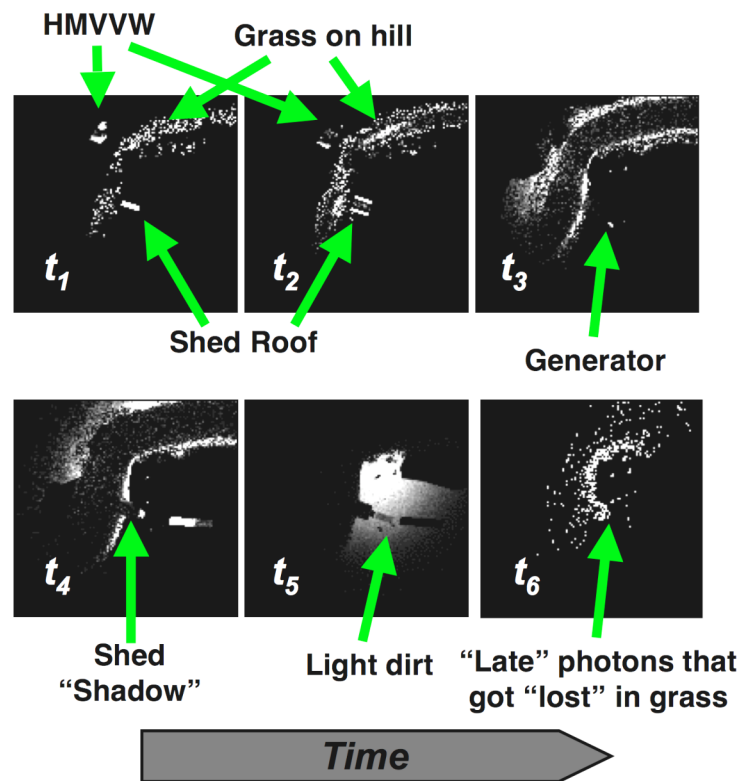 HMVVW
Grass on hill
t1
t2
t3
Shed Roof
Generator
t4
t5
t6
Shed
“Shadow”
Light dirt
“Late” photons that
got “lost” in grass
Time